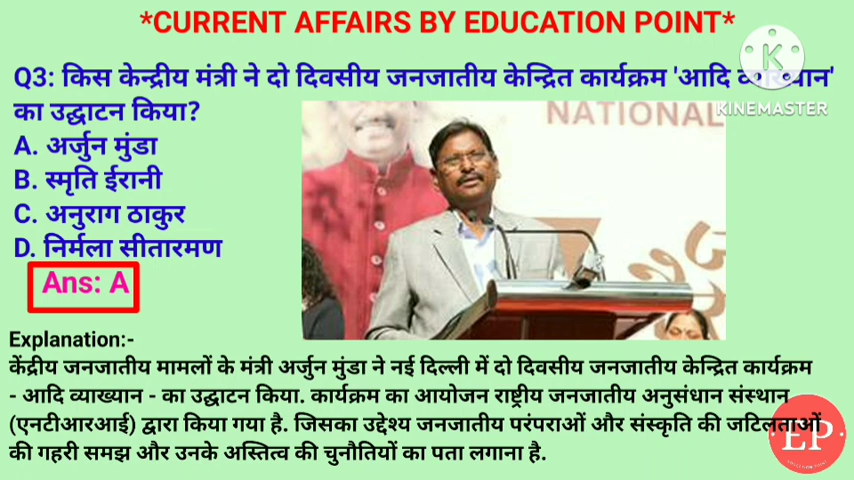 *CURRENT AFFAIRS BY EDUCATION POINT*
Q3: किस केन्द्रीय मंत्री ने दो दिवसीय जनजातीय केन्द्रित कार्यक्रम 'आदि व्याख्यान'
का उद्घाटन किया?
K
KINEMASTER
NATIONAL
A. अर्जुन मुंडा
B. स्मृति ईरानी
C. अनुराग ठाकुर
D. निर्मला सीतारमण
Ans: A
Explanation:-
केंद्रीय जनजातीय मामलों के मंत्री अर्जुन मुंडा ने नई दिल्ली में दो दिवसीय जनजातीय केन्द्रित कार्यक्रम
- आदि व्याख्यान - का उद्घाटन किया. कार्यक्रम का आयोजन राष्ट्रीय जनजातीय अनुसंधान संस्थान
(एनटीआरआई) द्वारा किया गया है. जिसका उद्देश्य जनजातीय परंपराओं और संस्कृति की जटिलताओं
की गहरी समझ और उनके अस्तित्व की चुनौतियों का पता लगाना है.
EP
EDUCATION POINT